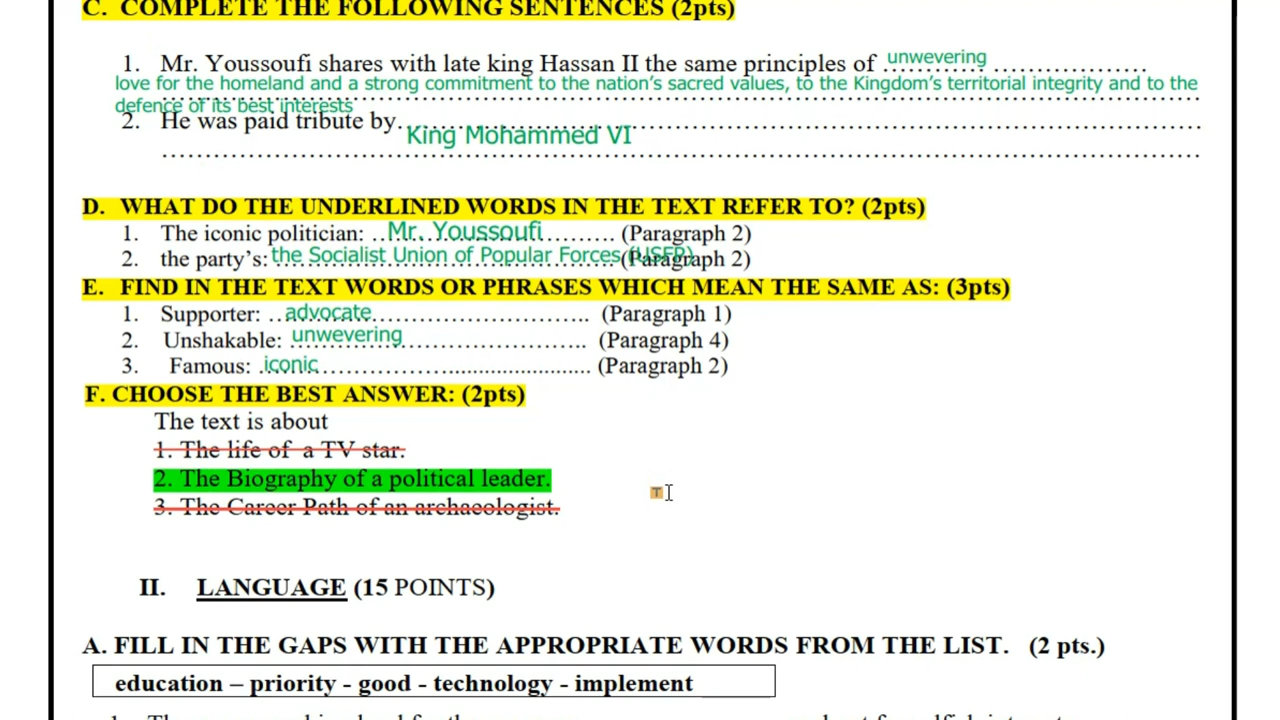 C. COMPLETE THE FOLLOWING SENTENCES (2pts)
1. Mr. Youssoufi shares with late king Hassan II the same principles of unwevering
love for the homeland and a strong commitment to the nation's sacred values, to the Kingdom's territorial integrity and to the
defence of its best interests
2. He was paid tribute by King Mohammed VI
D. WHAT DO THE UNDERLINED WORDS IN THE TEXT REFER TO? (2pts)
1. The iconic politician: Mr. Youssoufi (Paragraph 2)
2. the party's: the Socialist Union of Popular Forces (USFP) (Paragraph 2)
E. FIND IN THE TEXT WORDS OR PHRASES WHICH MEAN THE SAME AS: (3pts)
1. Supporter: advocate (Paragraph 1)
2. Unshakable: unwevering (Paragraph 4)
3. Famous: iconic (Paragraph 2)
F. CHOOSE THE BEST ANSWER: (2pts)
The text is about
1. The life of a TV star.
2. The Biography of a political leader.
3. The Career Path of an archaeologist.
II. LANGUAGE (15 POINTS)
A. FILL IN THE GAPS WITH THE APPROPRIATE WORDS FROM THE LIST. (2 pts.)
education – priority - good - technology - implement